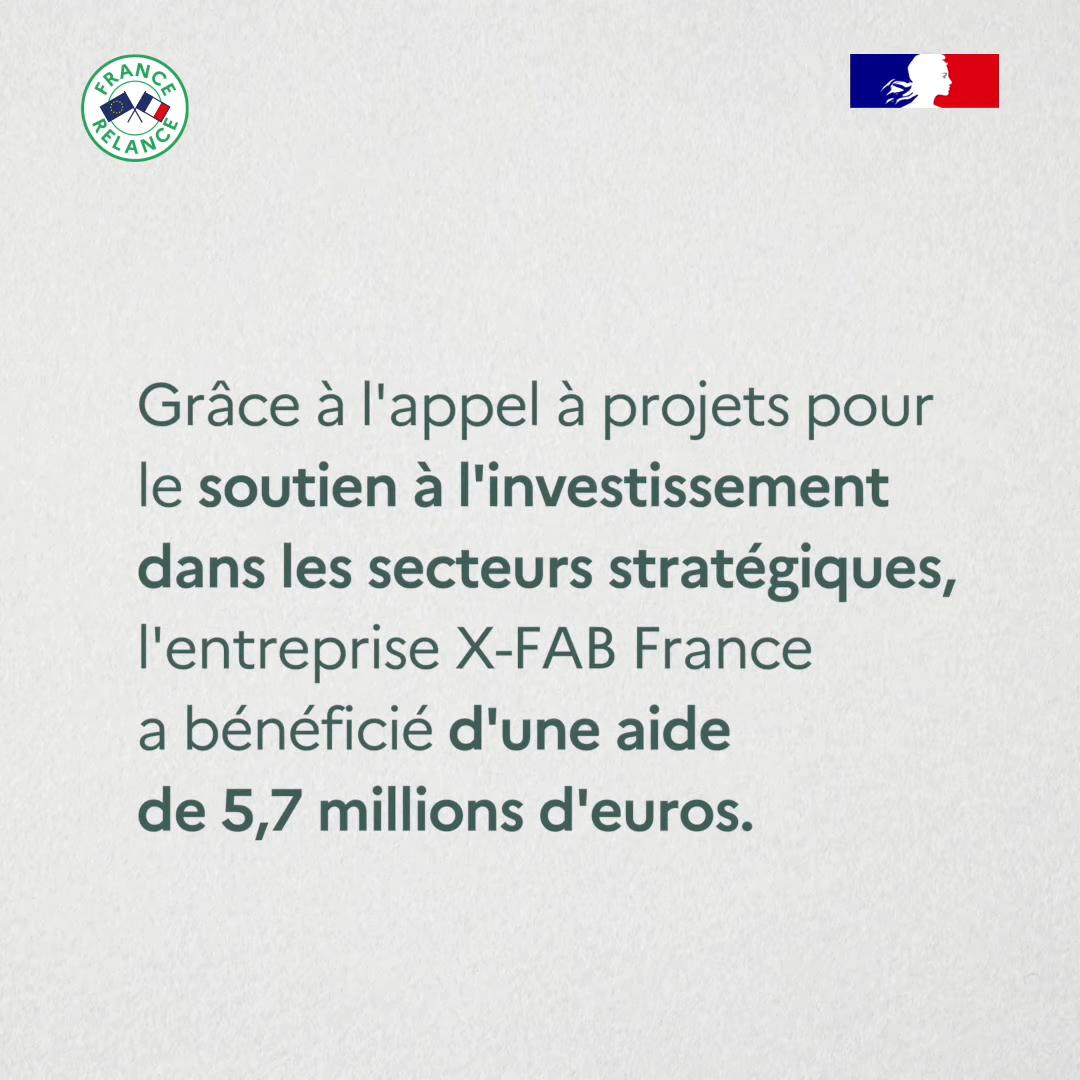 FRANCE
RELANCE
Grâce à l'appel à projets pour
le soutien à l'investissement
dans les secteurs stratégiques,
l'entreprise X-FAB France
a bénéficié d'une aide
de 5,7 millions d'euros.